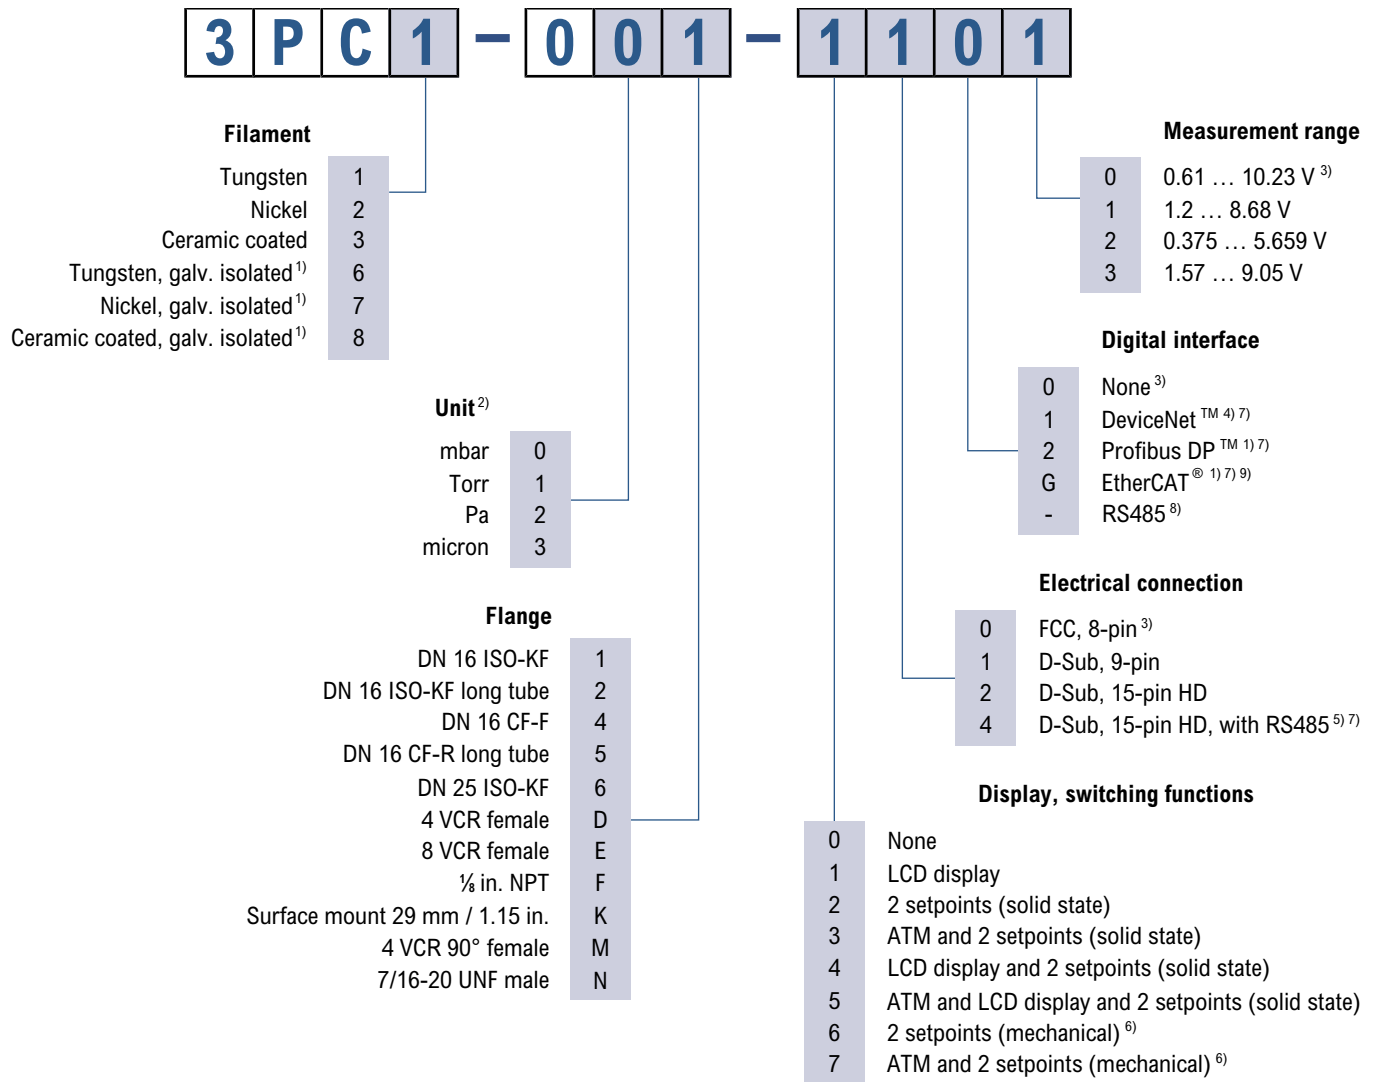 3PC1 – 001 – 1101
Filament
Tungsten 1
Nickel 2
Ceramic coated 3
Tungsten, galv. isolated 1) 6
Nickel, galv. isolated 1) 7
Ceramic coated, galv. isolated 1) 8
Unit 2)
mbar 0
Torr 1
Pa 2
micron 3
Flange
DN 16 ISO-KF 1
DN 16 ISO-KF long tube 2
DN 16 CF-F 4
DN 16 CF-R long tube 5
DN 25 ISO-KF 6
4 VCR female D
8 VCR female E
⅛ in. NPT F
Surface mount 29 mm / 1.15 in. K
4 VCR 90° female M
7/16-20 UNF male N
Measurement range
0 0.61 … 10.23 V 3)
1 1.2 … 8.68 V
2 0.375 … 5.659 V
3 1.57 … 9.05 V
Digital interface
0 None 3)
1 DeviceNet TM 4) 7)
2 Profibus DP TM 1) 7)
G EtherCAT ® 1) 7) 9)
- RS485 8)
Electrical connection
0 FCC, 8-pin 3)
1 D-Sub, 9-pin
2 D-Sub, 15-pin HD
4 D-Sub, 15-pin HD, with RS485 5) 7)
Display, switching functions
0 None
1 LCD display
2 2 setpoints (solid state)
3 ATM and 2 setpoints (solid state)
4 LCD display and 2 setpoints (solid state)
5 ATM and LCD display and 2 setpoints (solid state)
6 2 setpoints (mechanical) 6)
7 ATM and 2 setpoints (mechanical) 6)